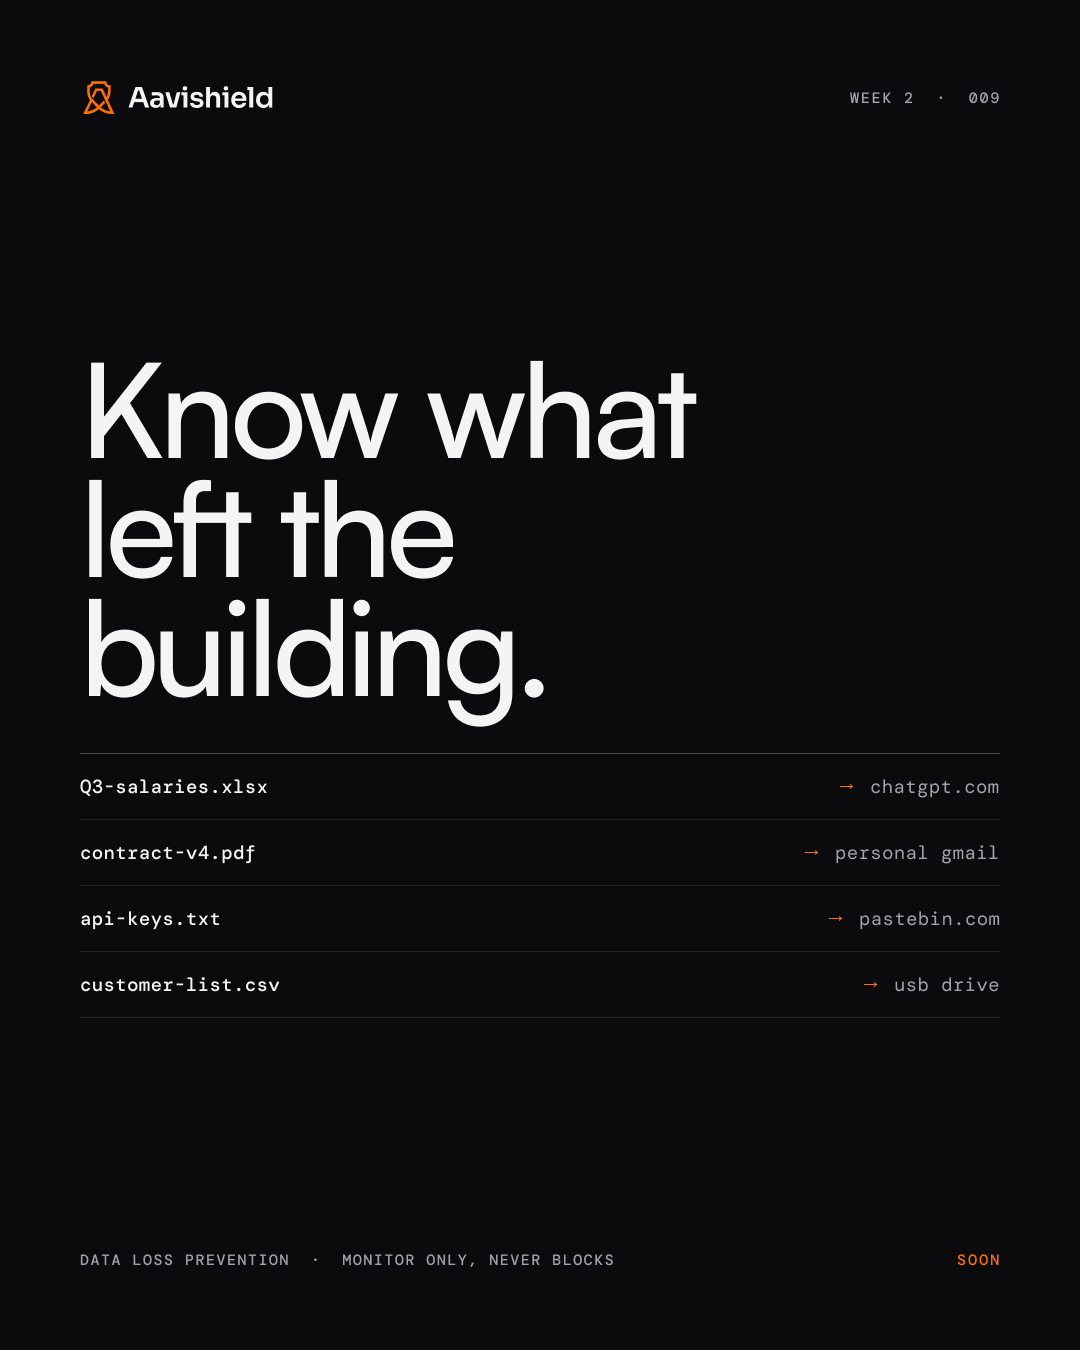 Aavishield
WEEK 2 · 009
Know what
left the
building.
Q3-salaries.xlsx → chatgpt.com
contract-v4.pdf → personal gmail
api-keys.txt → pastebin.com
customer-list.csv → usb drive
DATA LOSS PREVENTION · MONITOR ONLY, NEVER BLOCKS
SOON